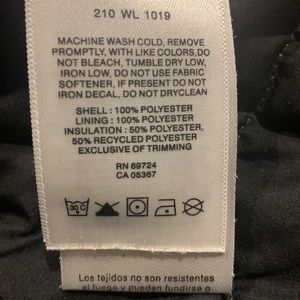 210 WL 1019
MACHINE WASH COLD, REMOVE
PROMPTLY, WITH LIKE COLORS,DO
NOT BLEACH, TUMBLE DRY LOW,
IRON LOW, DO NOT USE FABRIC
SOFTENER, IF PRESENT DO NOT
IRON DECAL, DO NOT DRYCLEAN
SHELL : 100% POLYESTER
LINING : 100% POLYESTER
INSULATION : 50% POLYESTER,
50% RECYCLED POLYESTER
EXCLUSIVE OF TRIMMING
RN 69724
CA 05367
30 C
Los tejidos no son resistentes
al fuego y pueden fundirse o